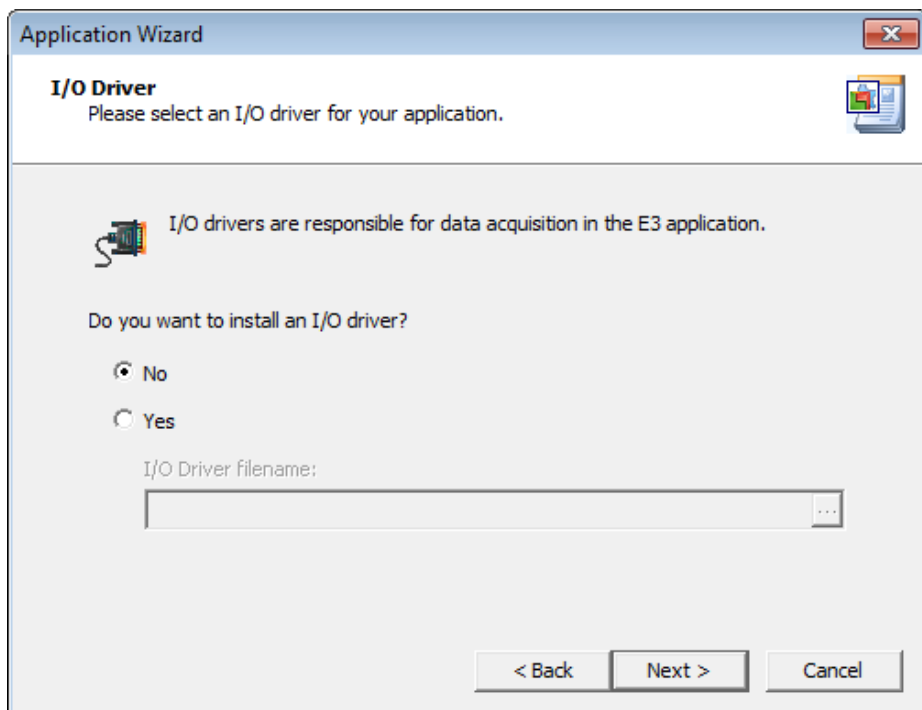 Application Wizard
I/O Driver
Please select an I/O driver for your application.
I/O drivers are responsible for data acquisition in the E3 application.
Do you want to install an I/O driver?
No
Yes
I/O Driver filename:
...
< Back
Next >
Cancel